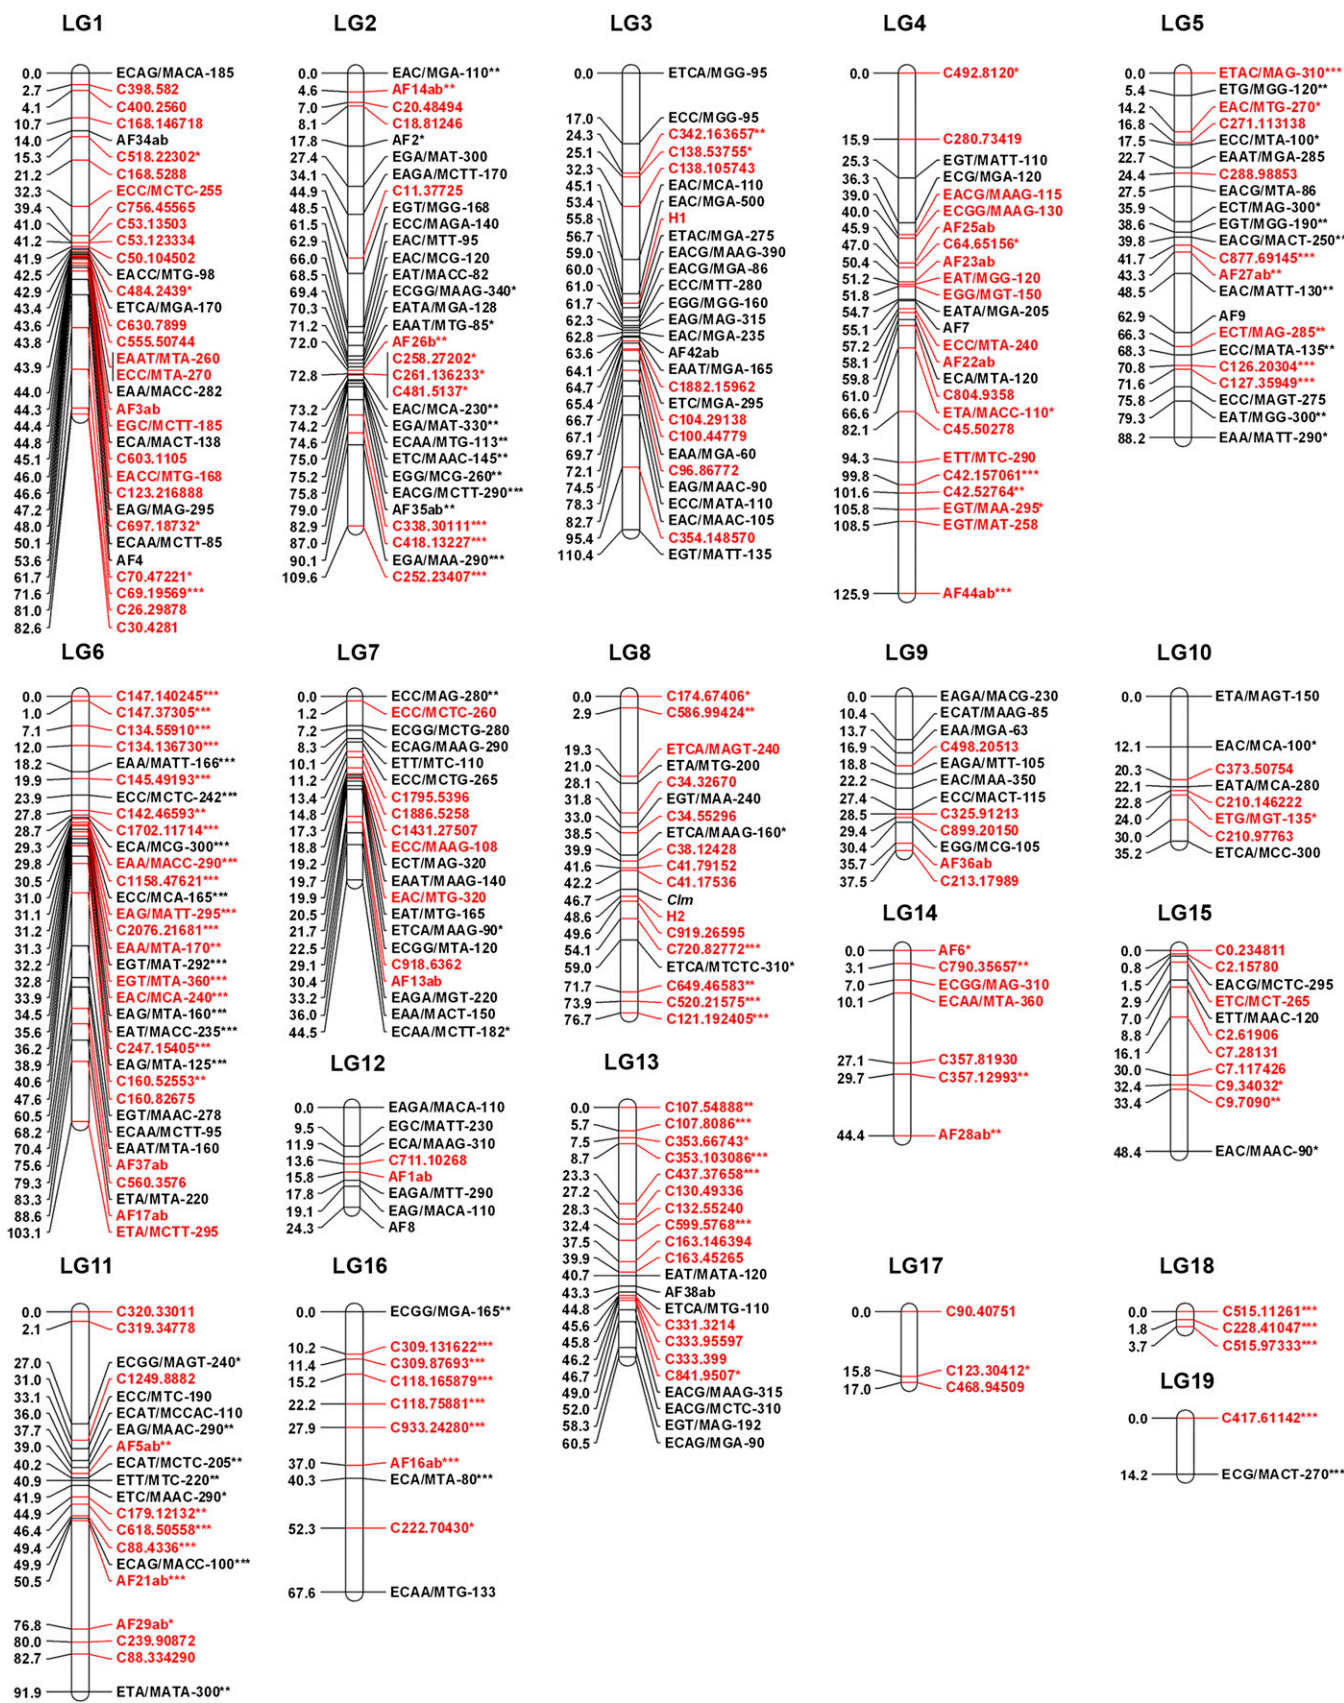 LG1
0.0 ECAG/MACA-185
2.7 C398.582
4.1 C400.2560
10.7 C168.146718
14.0 AF34ab
15.3 C518.22302*
21.2 C168.5288
32.3 ECC/MCTC-255
39.4 C756.45565
41.0 C53.13503
41.2 C53.123334
41.9 C50.104502
42.5 EACC/MTG-98
42.9 C484.2439*
43.4 ETCA/MGA-170
43.6 C630.7899
43.8 C555.50744
43.9 EAAT/MTA-260
ECC/MTA-270
44.0 EAA/MACC-282
44.3 AF3ab
44.4 EGC/MCTT-185
44.8 ECA/MACT-138
45.1 C603.1105
46.0 EACC/MTG-168
46.6 C123.216888
47.2 EAG/MAG-295
48.0 C697.18732*
50.1 ECAA/MCTT-85
53.6 AF4
61.7 C70.47221*
71.6 C69.19569***
81.0 C26.29878
82.6 C30.4281
LG2
0.0 EAC/MGA-110**
4.6 AF14ab**
7.0 C20.48494
8.1 C18.81246
17.8 AF2*
27.4 EGA/MAT-300
34.1 EAGA/MCTT-170
44.9 C11.37725
48.5 EGT/MGG-168
61.5 ECC/MAGA-140
62.9 EAC/MTT-95
66.0 EAC/MCG-120
68.5 EAT/MACC-82
69.4 ECGG/MAAG-340*
70.3 EATA/MGA-128
71.2 EAAT/MTG-85*
72.0 AF26b**
C258.27202*
72.8 C261.136233*
C481.5137*
73.2 EAC/MCA-230**
74.2 EGA/MAT-330**
74.6 ECAA/MTG-113**
75.0 ETC/MAAC-145**
75.2 EGG/MCG-260**
75.8 EACG/MCTT-290***
79.0 AF35ab**
82.9 C338.30111***
87.0 C418.13227***
90.1 EGA/MAA-290***
109.6 C252.23407***
LG3
0.0 ETCA/MGG-95
17.0 ECC/MGG-95
24.3 C342.163657**
25.1 C138.53755*
32.3 C138.105743
45.1 EAC/MCA-110
53.4 EAC/MGA-500
55.8 H1
56.7 ETAC/MGA-275
59.0 EACG/MAAG-390
60.0 EACG/MGA-86
61.0 ECC/MTT-280
61.7 EGG/MGG-160
62.3 EAG/MAG-315
62.8 EAC/MGA-235
63.6 AF42ab
64.1 EAAT/MGA-165
64.7 C1882.15962
65.4 ETC/MGA-295
66.7 C104.29138
67.1 C100.44779
69.7 EAA/MGA-60
72.1 C96.86772
74.5 EAG/MAAC-90
78.3 ECC/MATA-110
82.7 EAC/MAAC-105
95.4 C354.148570
110.4 EGT/MATT-135
LG4
0.0 C492.8120*
15.9 C280.73419
25.3 EGT/MATT-110
36.3 ECG/MGA-120
39.0 EACG/MAAG-115
40.0 ECGG/MAAG-130
45.9 AF25ab
47.0 C64.65156*
50.4 AF23ab
51.2 EAT/MGG-120
51.8 EGG/MGT-150
54.7 EATA/MGA-205
55.1 AF7
57.2 ECC/MTA-240
58.1 AF22ab
59.8 ECA/MTA-120
61.0 C804.9358
66.6 ETA/MACC-110*
82.1 C45.50278
94.3 ETT/MTC-290
99.8 C42.157061***
101.6 C42.52764**
105.8 EGT/MAA-295*
108.5 EGT/MAT-258
125.9 AF44ab***
LG5
0.0 ETAC/MAG-310***
5.4 ETG/MGG-120**
14.2 EAC/MTG-270*
16.8 C271.113138
17.5 ECC/MTA-100*
22.7 EAAT/MGA-285
24.4 C288.98853
27.5 EACG/MTA-86
35.9 ECT/MAG-300*
38.6 EGT/MGG-190**
39.8 EACG/MACT-250**
41.7 C877.69145***
43.3 AF27ab**
48.5 EAC/MATT-130**
62.9 AF9
66.3 ECT/MAG-285**
68.3 ECC/MATA-135**
70.8 C126.20304***
71.6 C127.35949***
75.8 ECC/MAGT-275
79.3 EAT/MGG-300**
88.2 EAA/MATT-290*
LG6
0.0 C147.140245***
1.0 C147.37305***
7.1 C134.55910***
12.0 C134.136730***
18.2 EAA/MATT-166***
19.9 C145.49193***
23.9 ECC/MCTC-242***
27.8 C142.46593**
28.7 C1702.11714***
29.3 ECA/MCG-300***
29.8 EAA/MACC-290***
30.5 C1158.47621***
31.0 ECC/MCA-165***
31.1 EAG/MATT-295***
31.2 C2076.21681***
31.3 EAA/MTA-170**
32.2 EGT/MAT-292***
32.8 EGT/MTA-360***
33.9 EAC/MCA-240***
34.5 EAG/MTA-160***
35.6 EAT/MACC-235***
36.2 C247.15405***
38.9 EAG/MTA-125***
40.6 C160.52553**
47.6 C160.82675
60.5 EGT/MAAC-278
68.2 ECAA/MCTT-95
70.4 EAAT/MTA-160
75.6 AF37ab
79.3 C560.3576
83.3 ETA/MTA-220
88.6 AF17ab
103.1 ETA/MCTT-295
LG7
0.0 ECC/MAG-280**
1.2 ECC/MCTC-260
7.2 ECGG/MCTG-280
8.3 ECAG/MAAG-290
10.1 ETT/MTC-110
11.2 ECC/MCTG-265
13.4 C1795.5396
14.8 C1886.5258
17.3 C1431.27507
18.8 ECC/MAAG-108
19.2 ECT/MAG-320
19.7 EAAT/MAAG-140
19.9 EAC/MTG-320
20.5 EAT/MTG-165
21.7 ETCA/MAAG-90*
22.5 ECGG/MTA-120
29.1 C918.6362
30.4 AF13ab
33.2 EAGA/MGT-220
36.0 EAA/MACT-150
44.5 ECAA/MCTT-182*
LG8
0.0 C174.67406*
2.9 C586.99424**
19.3 ETCA/MAGT-240
21.0 ETA/MTG-200
28.1 C34.32670
31.8 EGT/MAA-240
33.0 C34.55296
38.5 ETCA/MAAG-160*
39.9 C38.12428
41.6 C41.79152
42.2 C41.17536
46.7 Clm
48.6 H2
49.6 C919.26595
54.1 C720.82772***
59.0 ETCA/MTCTC-310*
71.7 C649.46583**
73.9 C520.21575***
76.7 C121.192405***
LG9
0.0 EAGA/MACG-230
10.4 ECAT/MAAG-85
13.7 EAA/MGA-63
16.9 C498.20513
18.8 EAGA/MTT-105
22.2 EAC/MAA-350
27.4 ECC/MACT-115
28.5 C325.91213
29.4 C899.20150
30.4 EGG/MCG-105
35.7 AF36ab
37.5 C213.17989
LG10
0.0 ETA/MAGT-150
12.1 EAC/MCA-100*
20.3 C373.50754
22.1 EATA/MCA-280
22.8 C210.146222
24.0 ETG/MGT-135*
30.0 C210.97763
35.2 ETCA/MCC-300
LG14
0.0 AF6*
3.1 C790.35657**
7.0 ECGG/MAG-310
10.1 ECAA/MTA-360
27.1 C357.81930
29.7 C357.12993**
44.4 AF28ab**
LG15
0.0 C0.234811
0.8 C2.15780
1.5 EACG/MCTC-295
2.9 ETC/MCT-265
7.0 ETT/MAAC-120
8.8 C2.61906
16.1 C7.28131
30.0 C7.117426
32.4 C9.34032*
33.4 C9.7090**
48.4 EAC/MAAC-90*
LG12
0.0 EAGA/MACA-110
9.5 EGC/MATT-230
11.9 ECA/MAAG-310
13.6 C711.10268
15.8 AF1ab
17.8 EAGA/MTT-290
19.1 EAG/MACA-110
24.3 AF8
LG13
0.0 C107.54888**
5.7 C107.8086***
7.5 C353.66743*
8.7 C353.103086***
23.3 C437.37658***
27.2 C130.49336
28.3 C132.55240
32.4 C599.5768***
37.5 C163.146394
39.9 C163.45265
40.7 EAT/MATA-120
43.3 AF38ab
44.8 ETCA/MTG-110
45.6 C331.3214
45.8 C333.95597
46.2 C333.399
46.7 C841.9507*
49.0 EACG/MAAG-315
52.0 EACG/MCTC-310
58.3 EGT/MAG-192
60.5 ECAG/MGA-90
LG11
0.0 C320.33011
2.1 C319.34778
27.0 ECGG/MAGT-240*
31.0 C1249.8882
33.1 ECC/MTC-190
36.0 ECAT/MCCAC-110
37.7 EAG/MAAC-290**
39.0 AF5ab**
40.2 ECAT/MCTC-205**
40.9 ETT/MTC-220**
41.9 ETC/MAAC-290*
44.9 C179.12132**
46.4 C618.50558***
49.4 C88.4336***
49.9 ECAG/MACC-100***
50.5 AF21ab***
76.8 AF29ab*
80.0 C239.90872
82.7 C88.334290
91.9 ETA/MATA-300**
LG16
0.0 ECGG/MGA-165**
10.2 C309.131622***
11.4 C309.87693***
15.2 C118.165879***
22.2 C118.75881***
27.9 C933.24280***
37.0 AF16ab***
40.3 ECA/MTA-80***
52.3 C222.70430*
67.6 ECAA/MTG-133
LG17
0.0 C90.40751
15.8 C123.30412*
17.0 C468.94509
LG18
0.0 C515.11261***
1.8 C228.41047***
3.7 C515.97333***
LG19
0.0 C417.61142***
14.2 ECG/MACT-270***